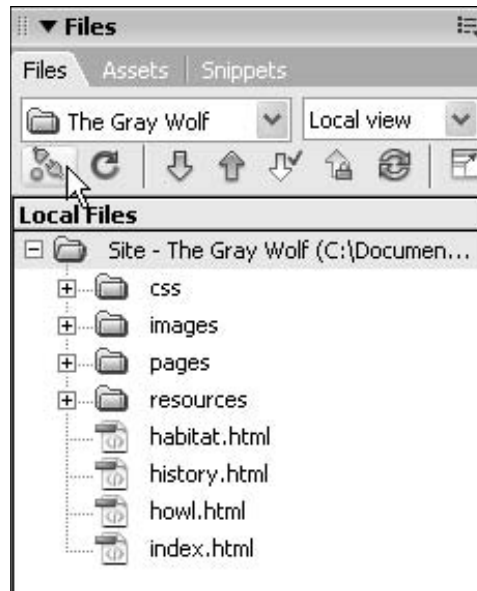 Files
Files Assets Snippets
The Gray Wolf Local view
Local Files
Site - The Gray Wolf (C:\Documen...
css
images
pages
resources
habitat.html
history.html
howl.html
index.html